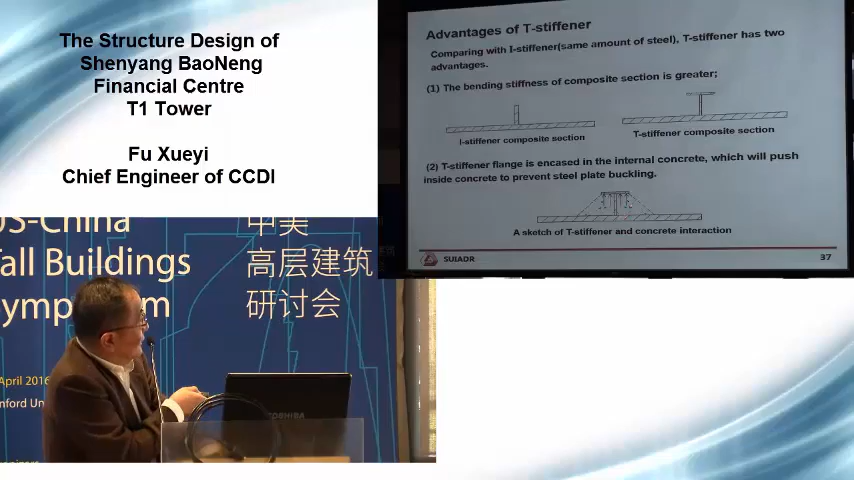 The Structure Design of
Shenyang BaoNeng
Financial Centre
T1 Tower
Fu Xueyi
Chief Engineer of CCDI
Advantages of T-stiffener
Comparing with I-stiffener(same amount of steel), T-stiffener has two
advantages.
(1) The bending stiffness of composite section is greater;
I-stiffener composite section
T-stiffener composite section
(2) T-stiffener flange is encased in the internal concrete, which will push
inside concrete to prevent steel plate buckling.
A sketch of T-stiffener and concrete interaction
SUIADR
37
US-China
Tall Buildings
中美
高层建筑
研讨会
April 2016
TOSHIBA